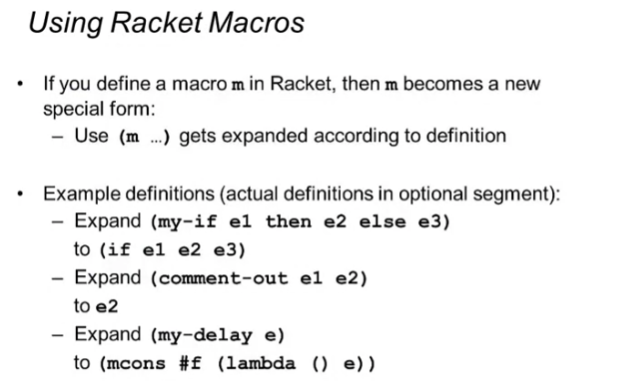 Using Racket Macros
• If you define a macro m in Racket, then m becomes a new
special form:
– Use (m …) gets expanded according to definition
• Example definitions (actual definitions in optional segment):
– Expand (my-if e1 then e2 else e3)
to (if e1 e2 e3)
– Expand (comment-out e1 e2)
to e2
– Expand (my-delay e)
to (mcons #f (lambda () e))